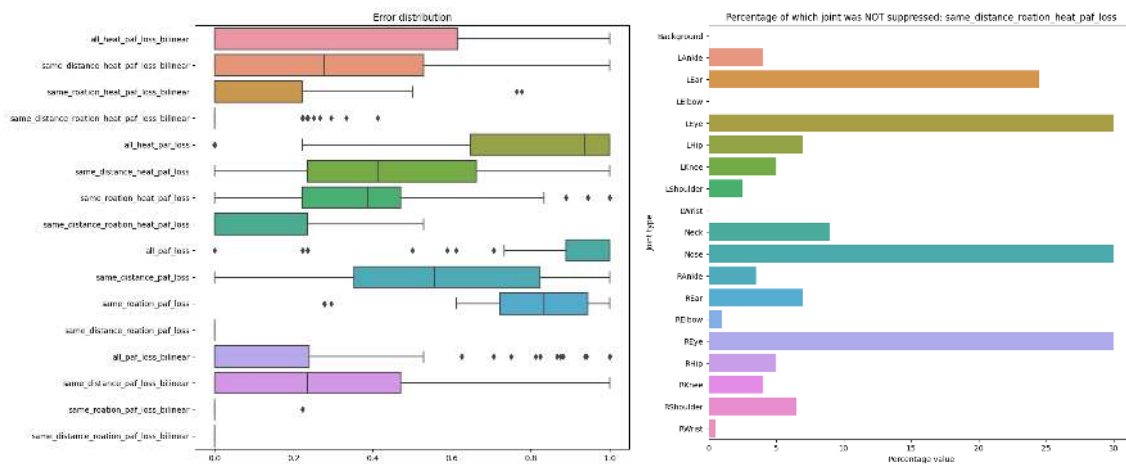 Error distribution
all_heat_paf_loss_bilinear
same_distance_heat_paf_loss_bilinear
same_roation_heat_paf_loss_bilinear
same_distance_roation_heat_paf_loss_bilinear
all_heat_paf_loss
same_distance_heat_paf_loss
same_roation_heat_paf_loss
same_distance_roation_heat_paf_loss
all_paf_loss
same_distance_paf_loss
same_roation_paf_loss
same_distance_roation_paf_loss
all_paf_loss_bilinear
same_distance_paf_loss_bilinear
same_roation_paf_loss_bilinear
same_distance_roation_paf_loss_bilinear
0.0 0.2 0.4 0.6 0.8 1.0
Percentage of which joint was NOT suppressed: same_distance_roation_heat_paf_loss
Joint type
Background
LAnkle
LEar
LElbow
LEye
LHip
LKnee
LShoulder
LWrist
Neck
Nose
RAnkle
REar
RElbow
REye
RHip
RKnee
RShoulder
RWrist
0 5 10 15 20 25 30
Percentage value